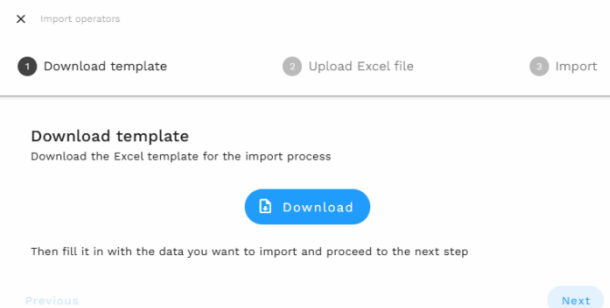 Import operators
1 Download template
2 Upload Excel file
3 Import
Download template
Download the Excel template for the import process
Download
Then fill it in with the data you want to import and proceed to the next step
Previous
Next